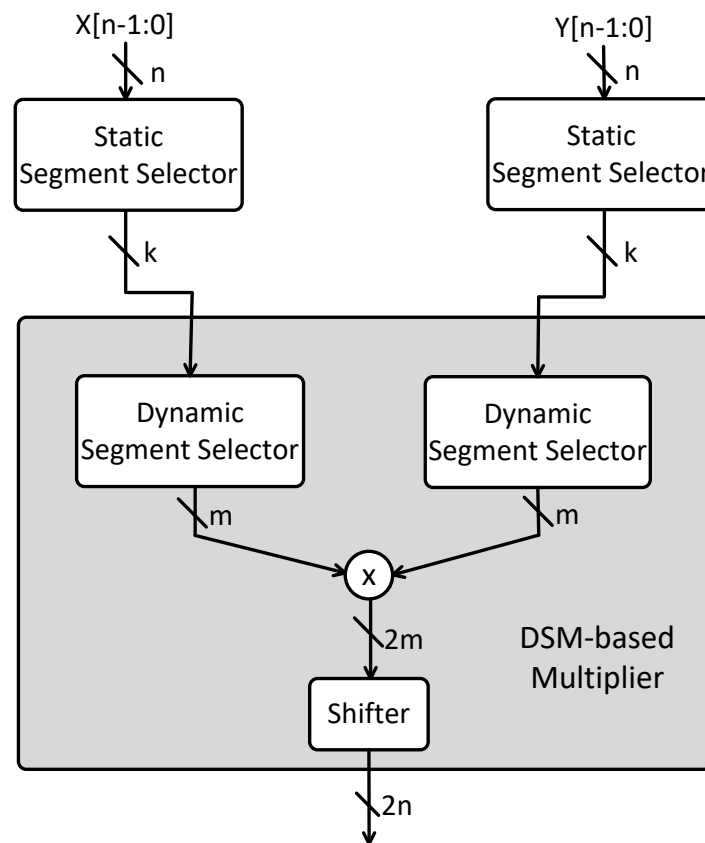 X[n-1:0]
Y[n-1:0]
n
n
Static
Segment Selector
Static
Segment Selector
k
k
Dynamic
Segment Selector
Dynamic
Segment Selector
m
m
x
2m
DSM-based
Multiplier
Shifter
2n